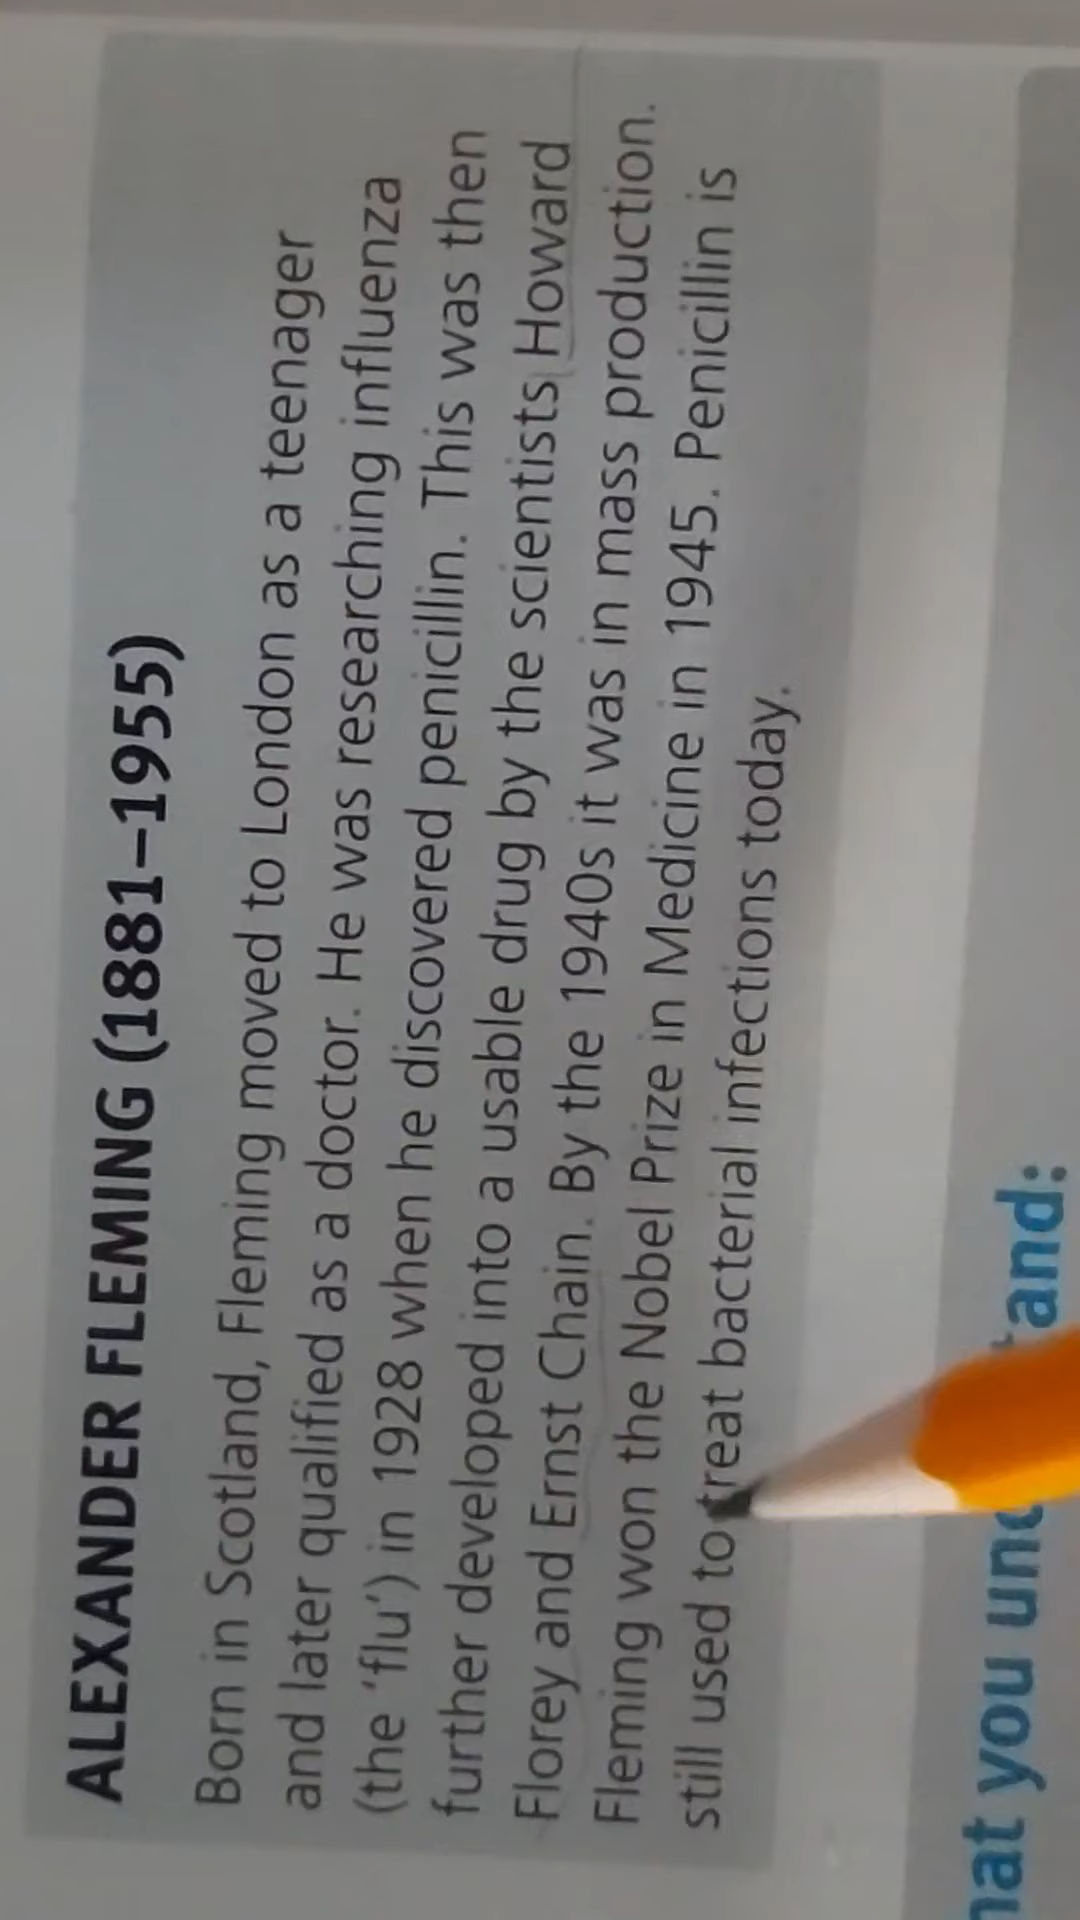 ALEXANDER FLEMING (1881–1955)
Born in Scotland, Fleming moved to London as a teenager
and later qualified as a doctor. He was researching influenza
(the ‘flu’) in 1928 when he discovered penicillin. This was then
further developed into a usable drug by the scientists Howard
Florey and Ernst Chain. By the 1940s it was in mass production.
Fleming won the Nobel Prize in Medicine in 1945. Penicillin is
still used to treat bacterial infections today.
you